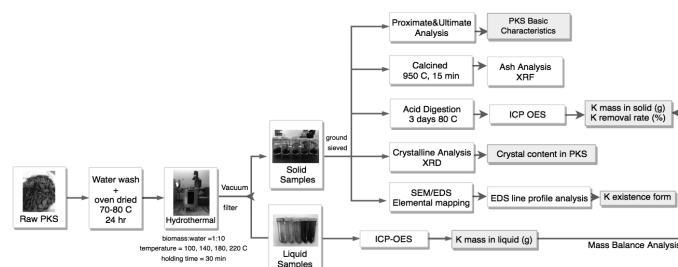 Raw PKS
Water wash
+
oven dried
70-80 C
24 hr
Hydrothermal
biomass:water =1:10
temperature = 100, 140, 180, 220 C
holding time = 30 min
Vacuum
filter
Solid
Samples
Liquid
Samples
ground
sieved
Proximate&Ultimate
Analysis
PKS Basic
Characteristics
Calcined
950 C, 15 min
Ash Analysis
XRF
Acid Digestion
3 days 80 C
ICP OES
K mass in solid (g)
K removal rate (%)
Crystalline Analysis
XRD
Crystal content in PKS
SEM/EDS
Elemental mapping
EDS line profile analysis
K existence form
ICP-OES
K mass in liquid (g)
Mass Balance Analysis